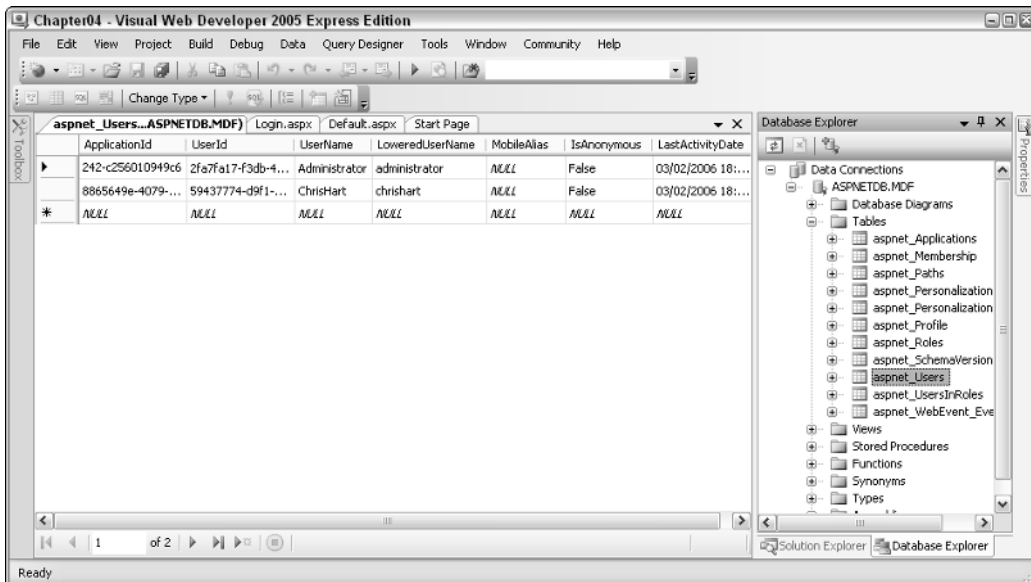 Chapter04 - Visual Web Developer 2005 Express Edition
File Edit View Project Build Debug Data Query Designer Tools Window Community Help
Change Type
aspnet_Users...ASPNETDB.MDF) Login.aspx Default.aspx Start Page
Toolbox
ApplicationId UserId UserName LoweredUserName MobileAlias IsAnonymous LastActivityDate
242-c256010949c6 2fa7fa17-f3db-4... Administrator administrator NULL False 03/02/2006 18:...
8865649e-4079-... 59437774-d9f1-... ChrisHart chrishart NULL False 03/02/2006 18:...
NULL NULL NULL NULL NULL NULL NULL
1 of 2
Database Explorer
Data Connections
ASPNETDB.MDF
Database Diagrams
Tables
aspnet_Applications
aspnet_Membership
aspnet_Paths
aspnet_Personalization
aspnet_Personalization
aspnet_Profile
aspnet_Roles
aspnet_SchemaVersion
aspnet_Users
aspnet_UsersInRoles
aspnet_WebEvent_Eve
Views
Stored Procedures
Functions
Synonyms
Types
Solution Explorer Database Explorer
Properties
Ready